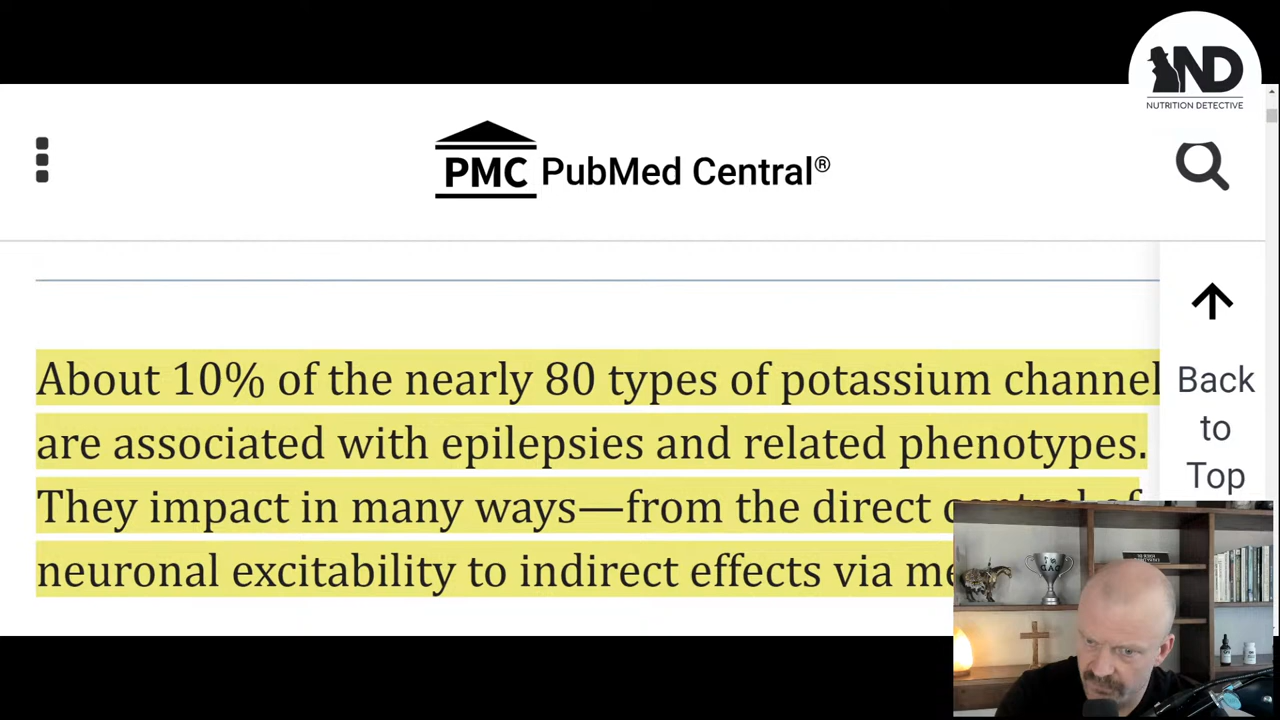 ND
NUTRITION DETECTIVE
PMC PubMed Central®
About 10% of the nearly 80 types of potassium channel
are associated with epilepsies and related phenotypes.
They impact in many ways—from the direct control of
neuronal excitability to indirect effects via
Back
to
Top